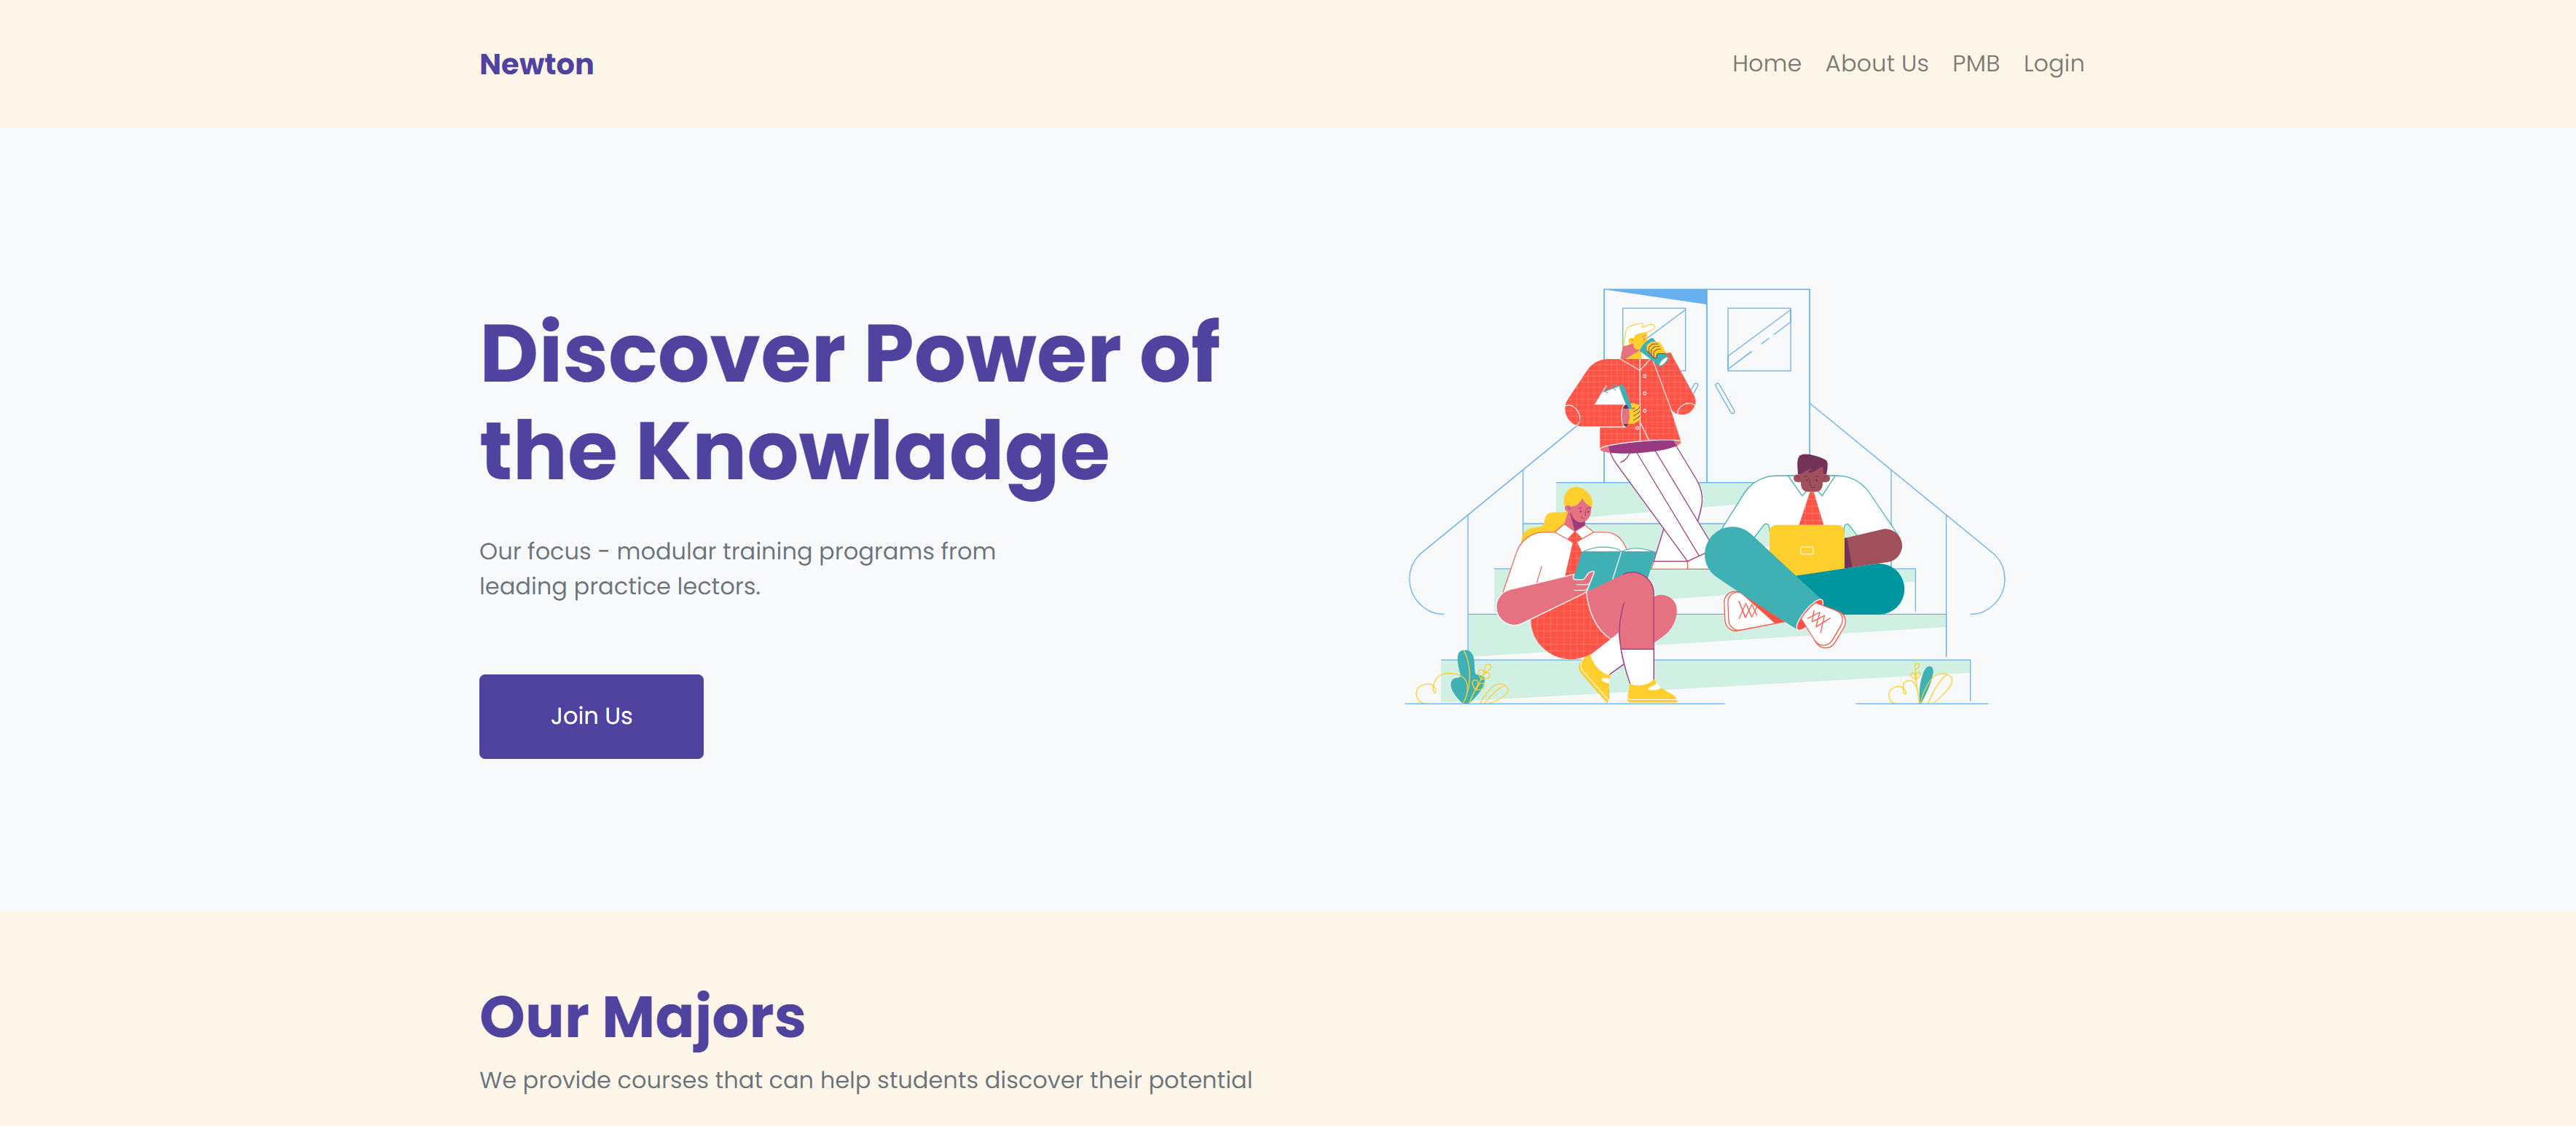 Newton
Home About Us PMB Login
Discover Power of
the Knowladge
Our focus - modular training programs from
leading practice lectors.
Join Us
Our Majors
We provide courses that can help students discover their potential